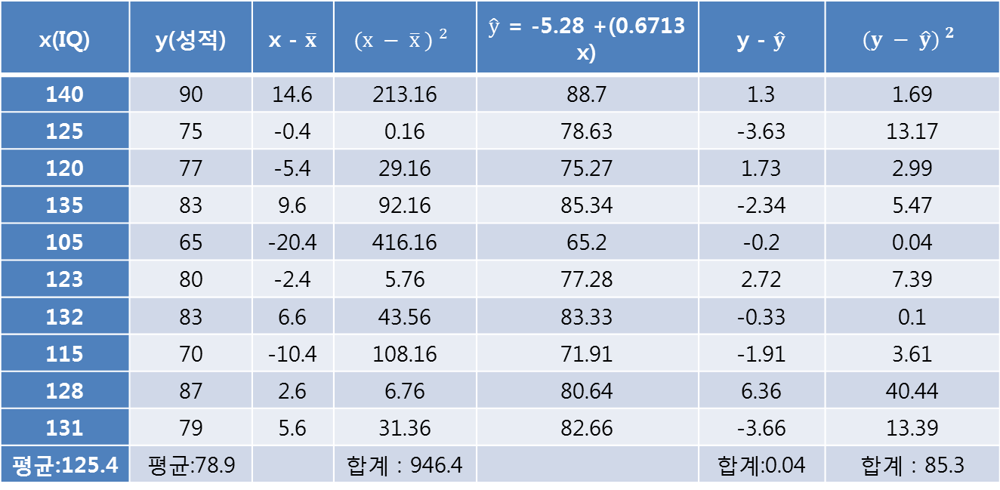 x(IQ) y(성적) x - x̄ (x − x̄)² ŷ = -5.28 +(0.6713
x) y - ŷ (y − ŷ)²
140 90 14.6 213.16 88.7 1.3 1.69
125 75 -0.4 0.16 78.63 -3.63 13.17
120 77 -5.4 29.16 75.27 1.73 2.99
135 83 9.6 92.16 85.34 -2.34 5.47
105 65 -20.4 416.16 65.2 -0.2 0.04
123 80 -2.4 5.76 77.28 2.72 7.39
132 83 6.6 43.56 83.33 -0.33 0.1
115 70 -10.4 108.16 71.91 -1.91 3.61
128 87 2.6 6.76 80.64 6.36 40.44
131 79 5.6 31.36 82.66 -3.66 13.39
평균:125.4 평균:78.9 합계 : 946.4 합계:0.04 합계 : 85.3